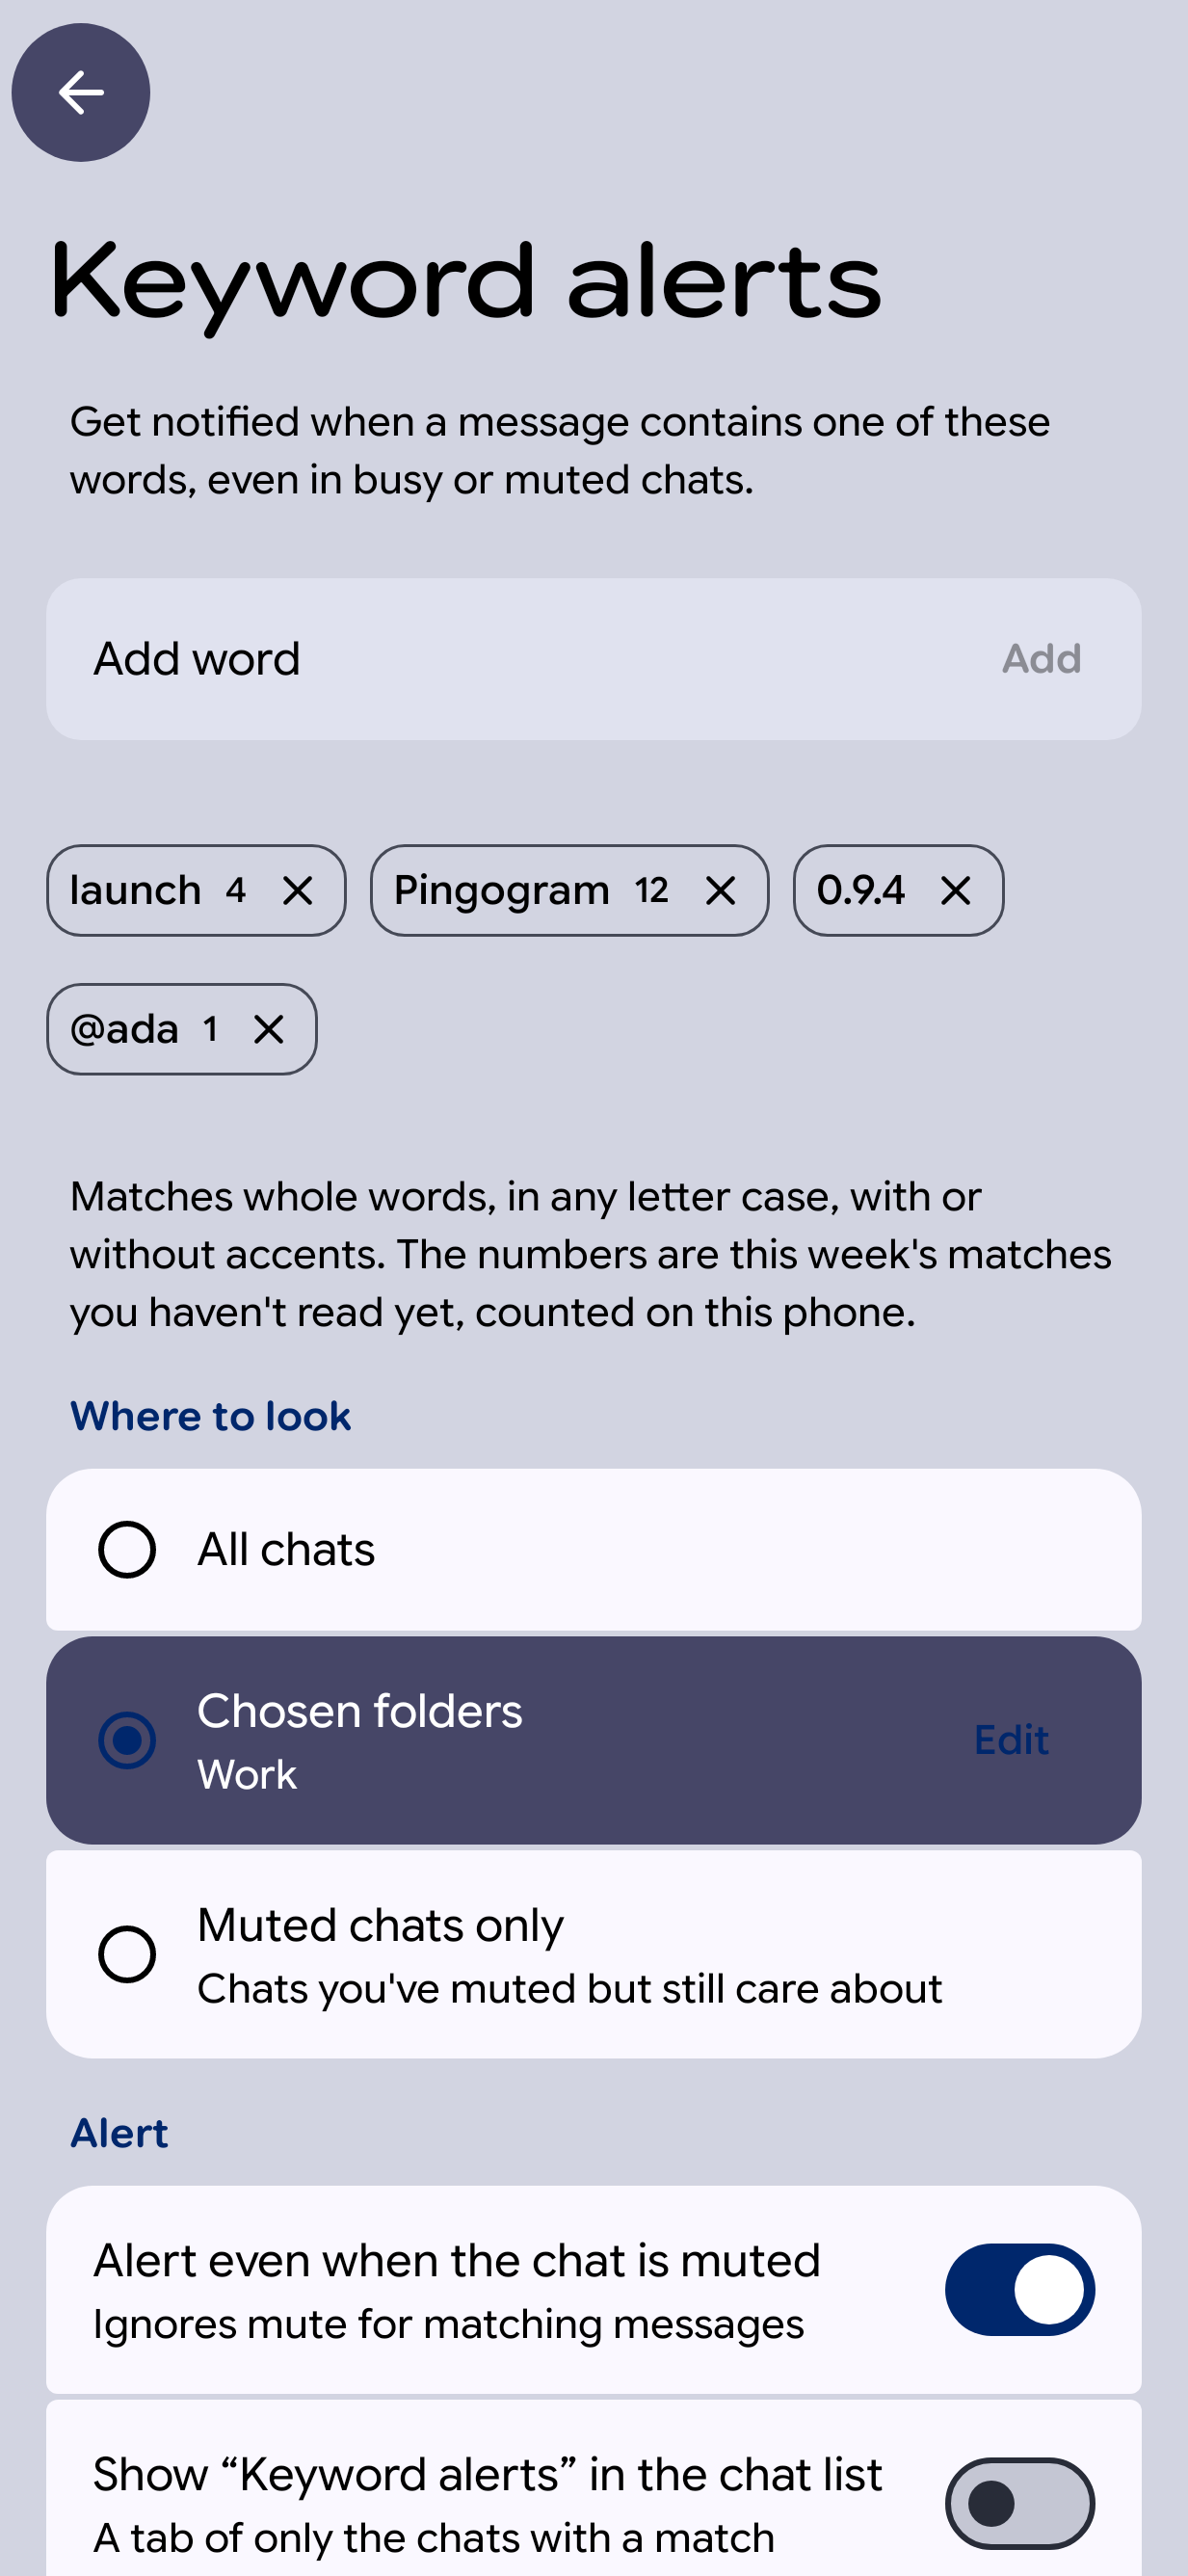 Keyword alerts
Get notified when a message contains one of these
words, even in busy or muted chats.
Add word Add
launch 4 Pingogram 12 0.9.4
@ada 1
Matches whole words, in any letter case, with or
without accents. The numbers are this week's matches
you haven't read yet, counted on this phone.
Where to look
All chats
Chosen folders
Work
Edit
Muted chats only
Chats you've muted but still care about
Alert
Alert even when the chat is muted
Ignores mute for matching messages
Show “Keyword alerts” in the chat list
A tab of only the chats with a match